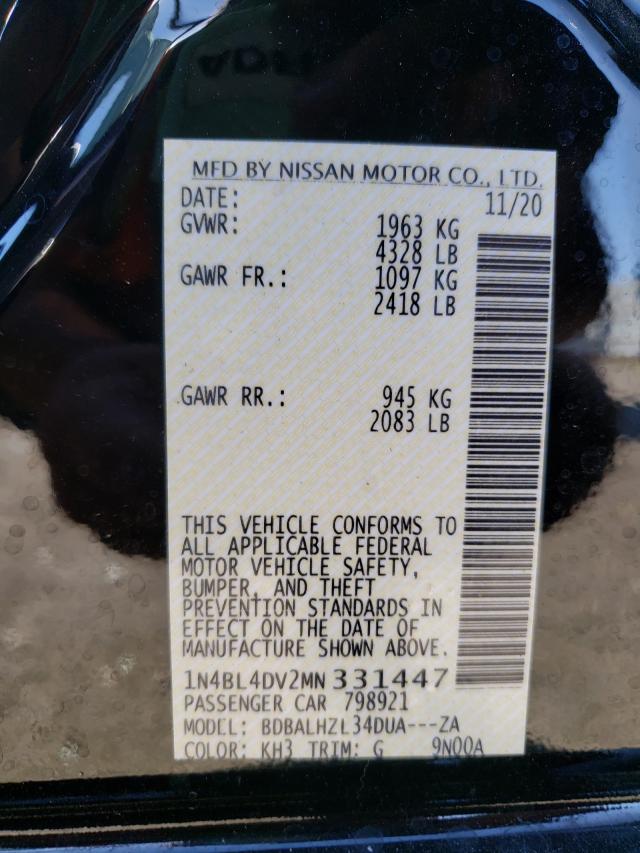 MFD BY NISSAN MOTOR CO., LTD.
DATE: 11/20
GVWR: 1963 KG
4328 LB
GAWR FR.: 1097 KG
2418 LB
GAWR RR.: 945 KG
2083 LB
THIS VEHICLE CONFORMS TO
ALL APPLICABLE FEDERAL
MOTOR VEHICLE SAFETY,
BUMPER, AND THEFT
PREVENTION STANDARDS IN
EFFECT ON THE DATE OF
MANUFACTURE SHOWN ABOVE.
1N4BL4DV2MN331447
PASSENGER CAR 798921
MODEL: BDBALHZL34DUA---ZA
COLOR: KH3 TRIM: G 9N00A